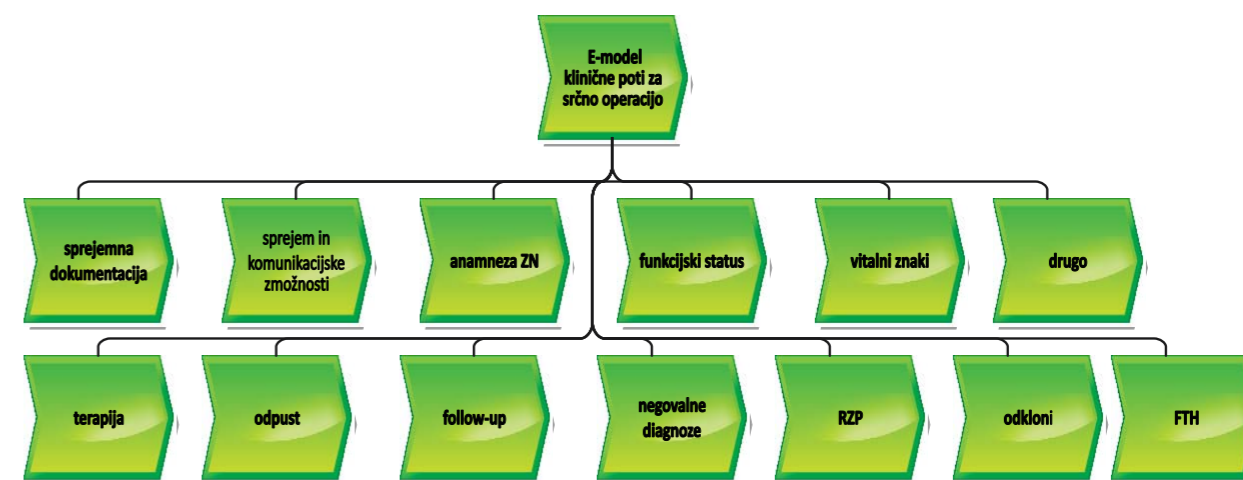 E-model
klinične poti za
srčno operacijo
sprejemna
dokumentacija
sprejem in
komunikacijske
zmožnosti
anamneza ZN
funkcijski status
vitalni znaki
drugo
terapija
odpust
follow-up
negovalne
diagnoze
RZP
odkloni
FTH